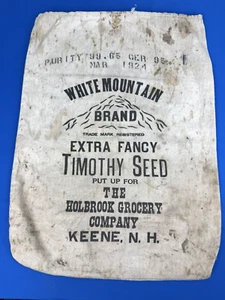 PURITY 99.65 GER
MAR 1924
WHITE MOUNTAIN
BRAND
TRADE MARK REGISTERED
EXTRA FANCY
TIMOTHY SEED
PUT UP FOR
THE
HOLBROOK GROCERY
COMPANY
KEENE, N. H.